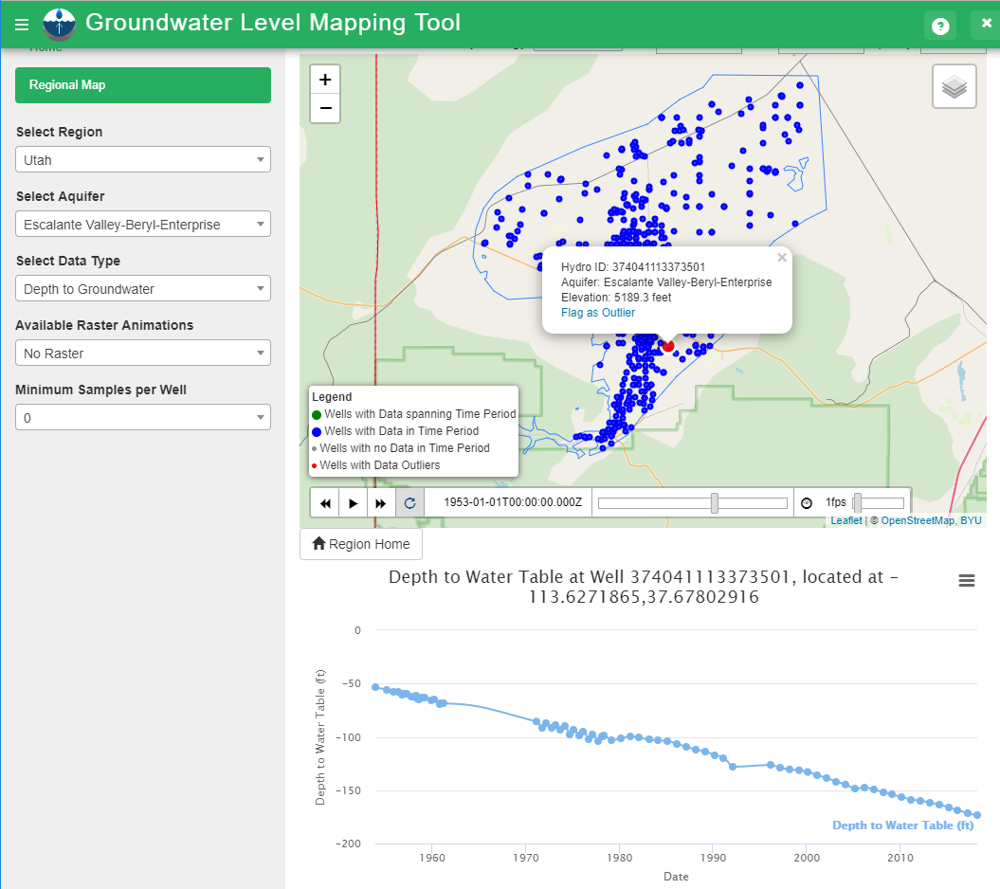 Groundwater Level Mapping Tool
Home
Regional Map
Select Region
Utah
Select Aquifer
Escalante Valley-Beryl-Enterprise
Select Data Type
Depth to Groundwater
Available Raster Animations
No Raster
Minimum Samples per Well
0
+
−
Hydro ID: 374041113373501
Aquifer: Escalante Valley-Beryl-Enterprise
Elevation: 5189.3 feet
Flag as Outlier
Legend
Wells with Data spanning Time Period
Wells with Data in Time Period
Wells with no Data in Time Period
Wells with Data Outliers
1953-01-01T00:00:00.000Z
1fps
Leaflet | © OpenStreetMap, BYU
Region Home
Depth to Water Table at Well 374041113373501, located at -
113.6271865,37.67802916
0
-50
-100
-150
-200
Depth to Water Table (ft)
Depth to Water Table (ft)
1960
1970
1980
1990
2000
2010
Date